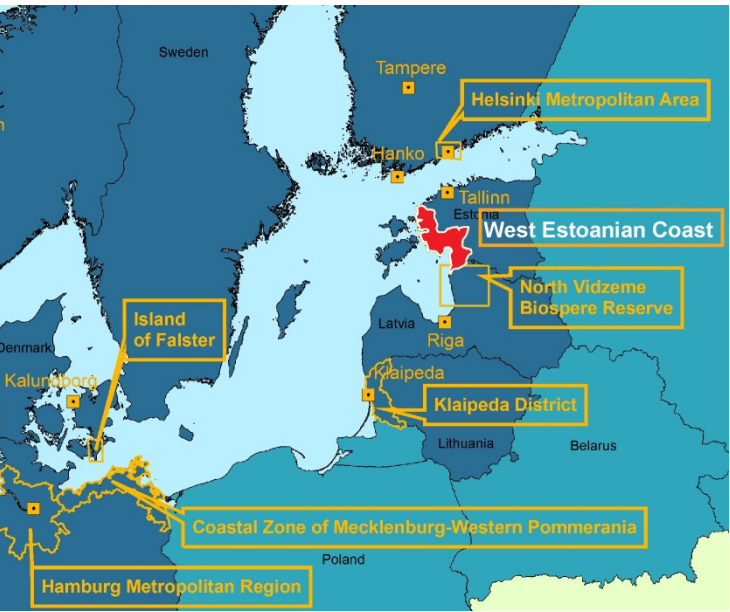 Sweden
Tampere
Helsinki Metropolitan Area
Hanko
Tallinn
Estonia
West Estoanian Coast
North Vidzeme
Biospere Reserve
Island
of Falster
Latvia
Riga
Denmark
Kalundborg
Klaipeda
Klaipeda District
Lithuania
Belarus
Coastal Zone of Mecklenburg-Western Pommerania
Poland
Hamburg Metropolitan Region